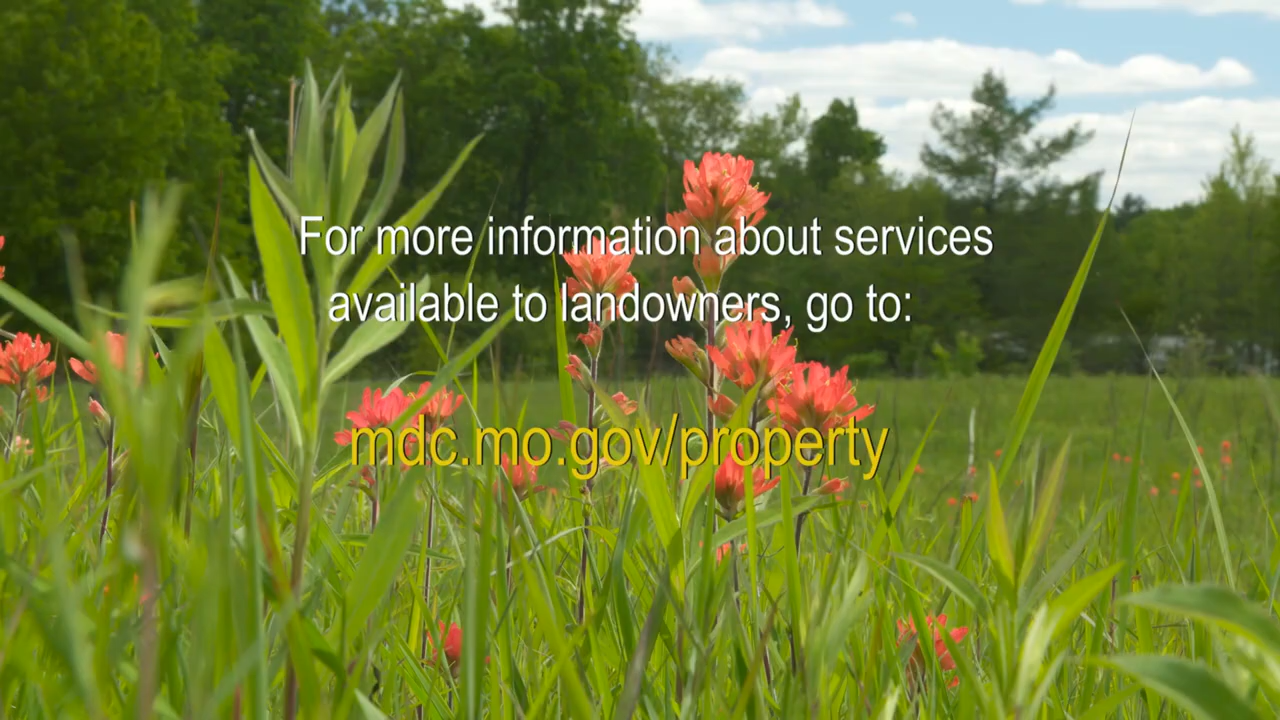 For more information about services
available to landowners, go to:
mdc.mo.gov/property